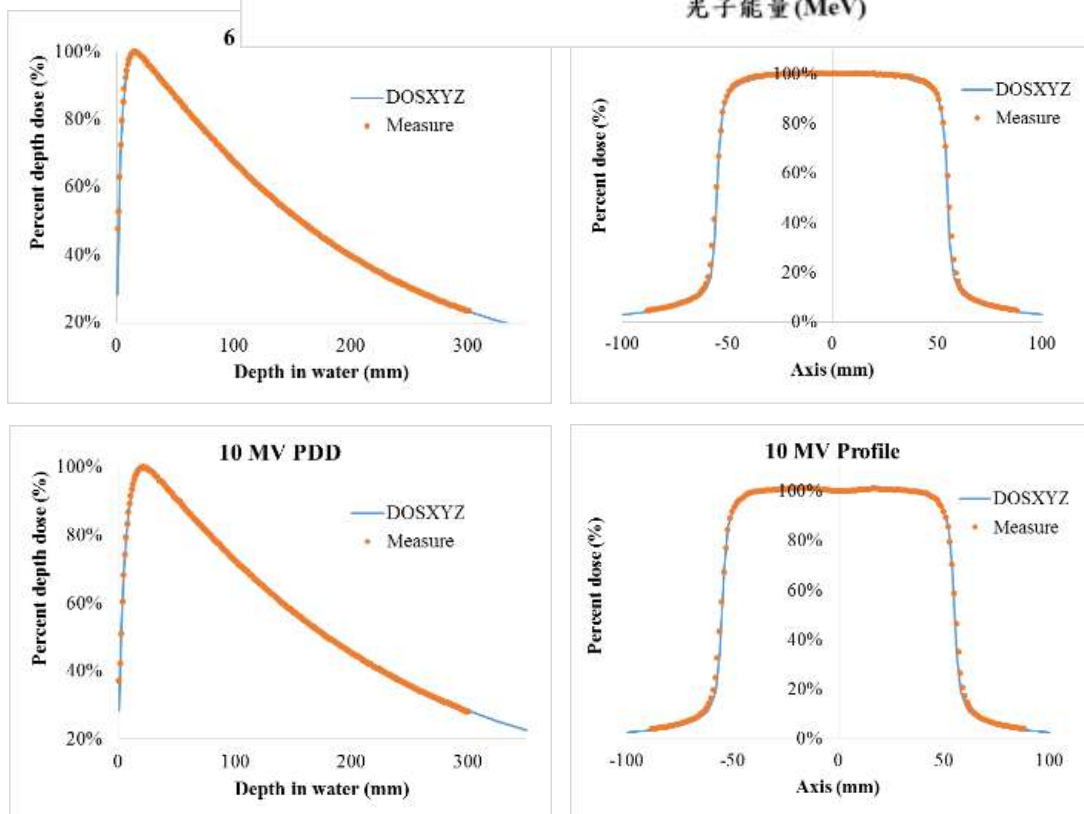 光子能量(MeV)
6
Percent depth dose (%)
100%
80%
60%
40%
20%
0
100
200
300
Depth in water (mm)
DOSXYZ
Measure
Percent dose (%)
100%
80%
60%
40%
20%
0%
-100
-50
0
50
100
Axis (mm)
DOSXYZ
Measure
10 MV PDD
Percent depth dose (%)
100%
80%
60%
40%
20%
0
100
200
300
Depth in water (mm)
DOSXYZ
Measure
10 MV Profile
Percent dose (%)
100%
80%
60%
40%
20%
0%
-100
-50
0
50
100
Axis (mm)
DOSXYZ
Measure